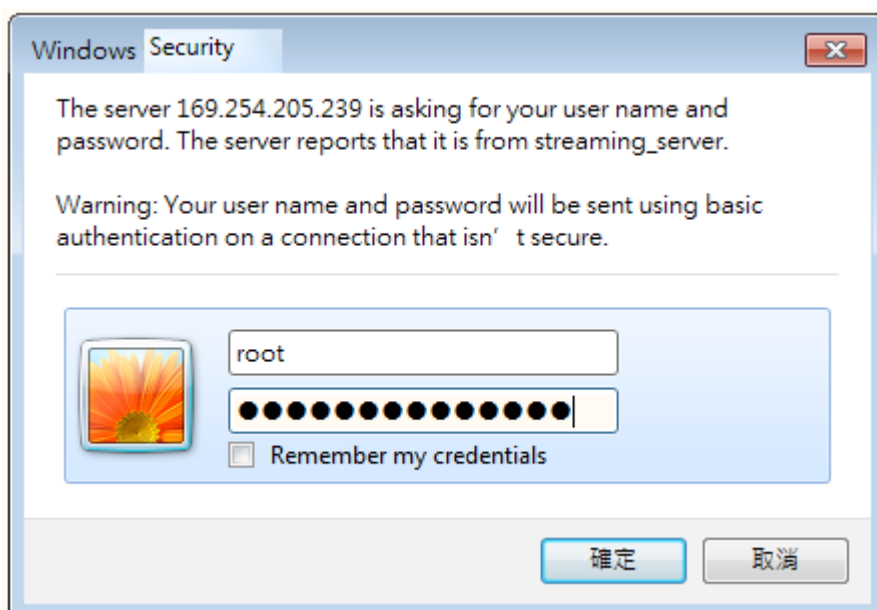 Windows Security
The server 169.254.205.239 is asking for your user name and
password. The server reports that it is from streaming_server.
Warning: Your user name and password will be sent using basic
authentication on a connection that isn’ t secure.
root
●●●●●●●●●●●●●●
Remember my credentials
確定 取消